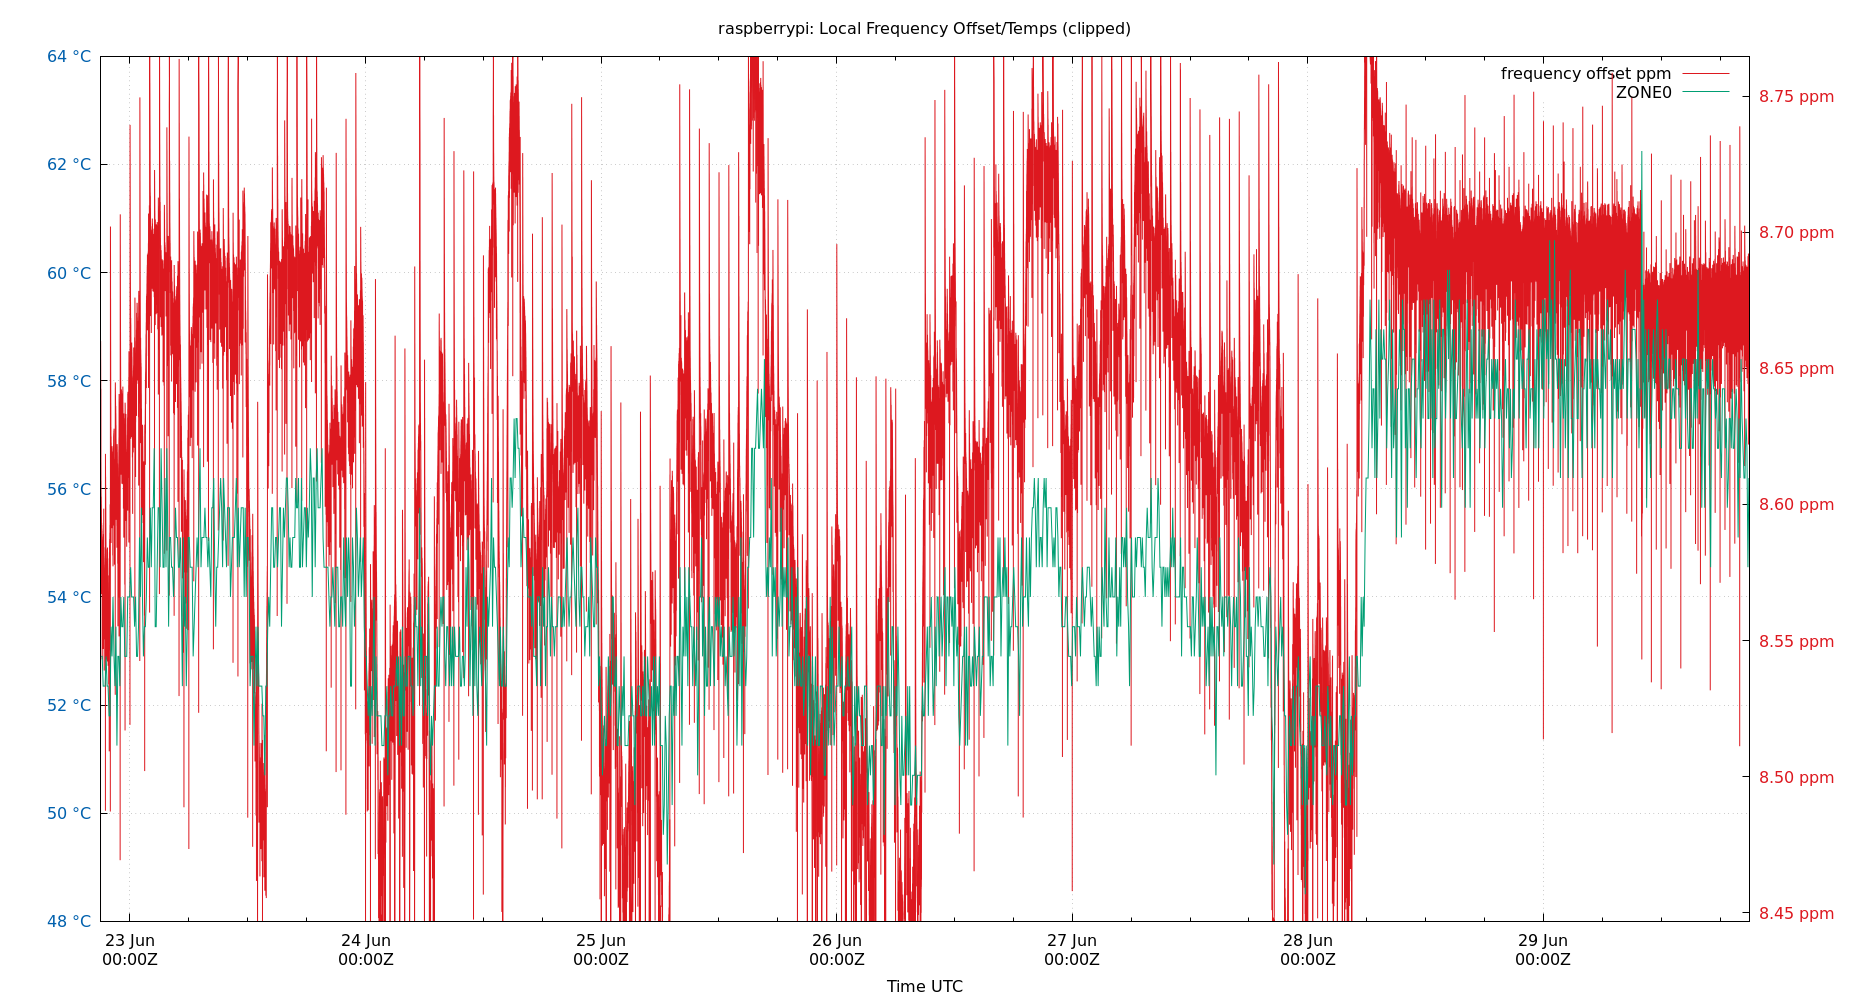 raspberrypi: Local Frequency Offset/Temps (clipped)
64 °C
62 °C
60 °C
58 °C
56 °C
54 °C
52 °C
50 °C
48 °C
frequency offset ppm
ZONE0
8.75 ppm
8.70 ppm
8.65 ppm
8.60 ppm
8.55 ppm
8.50 ppm
8.45 ppm
23 Jun
00:00Z
24 Jun
00:00Z
25 Jun
00:00Z
26 Jun
00:00Z
27 Jun
00:00Z
28 Jun
00:00Z
29 Jun
00:00Z
Time UTC